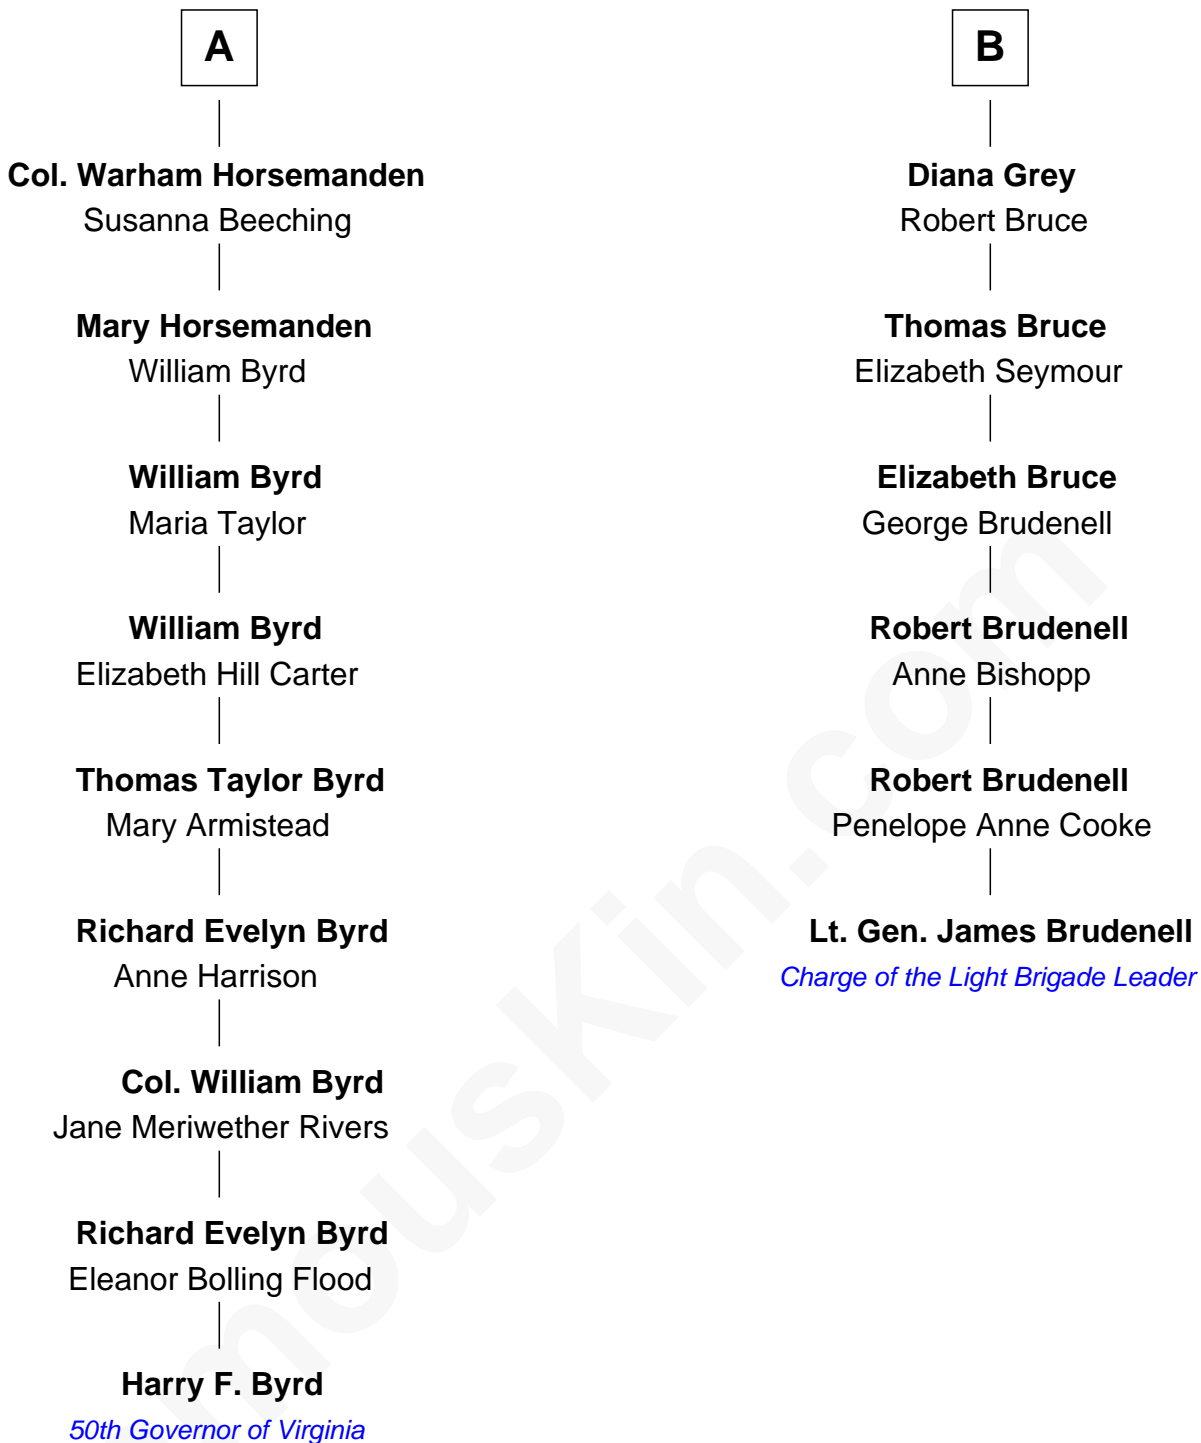 A
Col. Warham Horsemanden
Susanna Beeching
Mary Horsemanden
William Byrd
William Byrd
Maria Taylor
William Byrd
Elizabeth Hill Carter
Thomas Taylor Byrd
Mary Armistead
Richard Evelyn Byrd
Anne Harrison
Col. William Byrd
Jane Meriwether Rivers
Richard Evelyn Byrd
Eleanor Bolling Flood
Harry F. Byrd
50th Governor of Virginia
B
Diana Grey
Robert Bruce
Thomas Bruce
Elizabeth Seymour
Elizabeth Bruce
George Brudenell
Robert Brudenell
Anne Bishopp
Robert Brudenell
Penelope Anne Cooke
Lt. Gen. James Brudenell
Charge of the Light Brigade Leader
mousKin.com